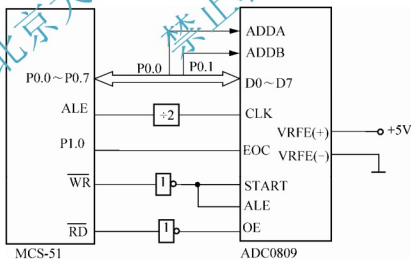 北京
禁止
ADDA
ADDB
P0.0
P0.1
P0.0～P0.7
D0～D7
ALE
÷2
CLK
VRFE(+)
+5V
P1.0
EOC
VRFE(−)
WR
1
START
ALE
RD
1
OE
MCS-51
ADC0809